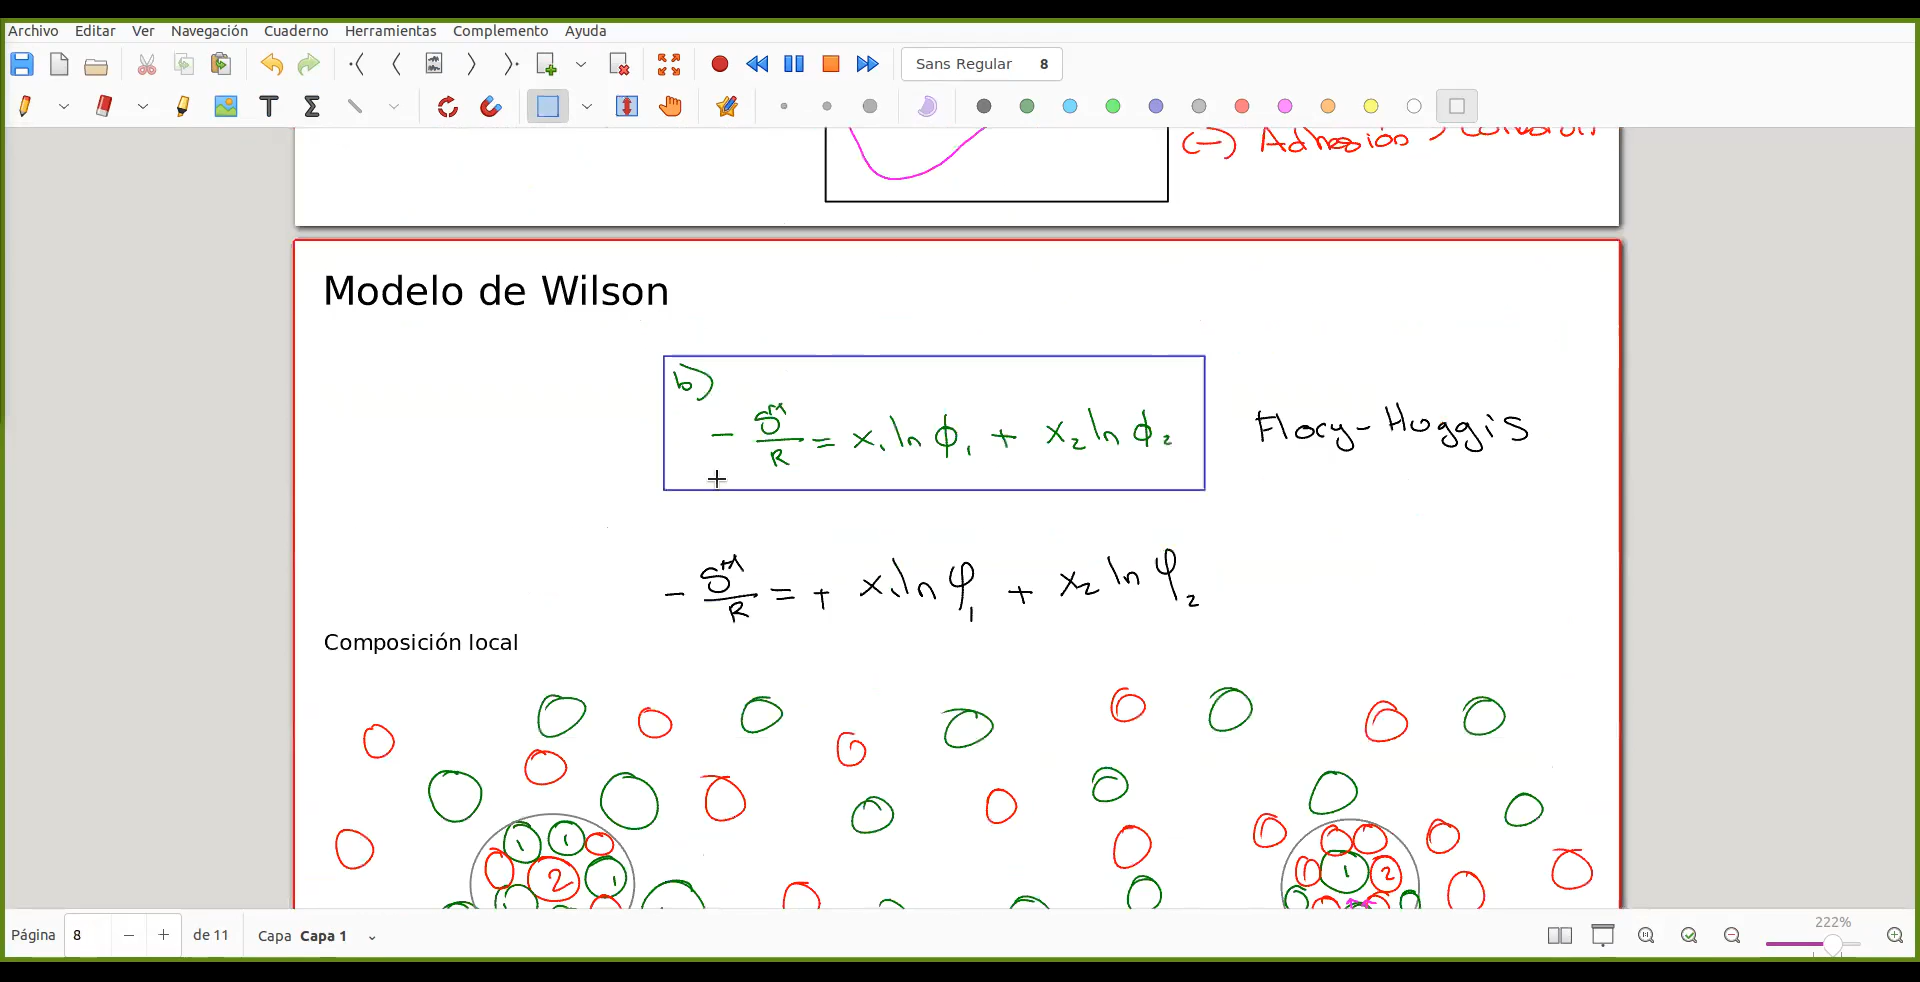 Archivo Editar Ver Navegación Cuaderno Herramientas Complemento Ayuda
Sans Regular 8
(-) Adhesión,
Modelo de Wilson
b)
- S^M/R = x₁ ln ϕ₁ + x₂ ln ϕ₂
Flory-Huggis
- S^M/R = + x₁ ln φ₁ + x₂ ln φ₂
Composición local
1 1
2 1
1 2
Página 8 de 11 Capa Capa 1
222%